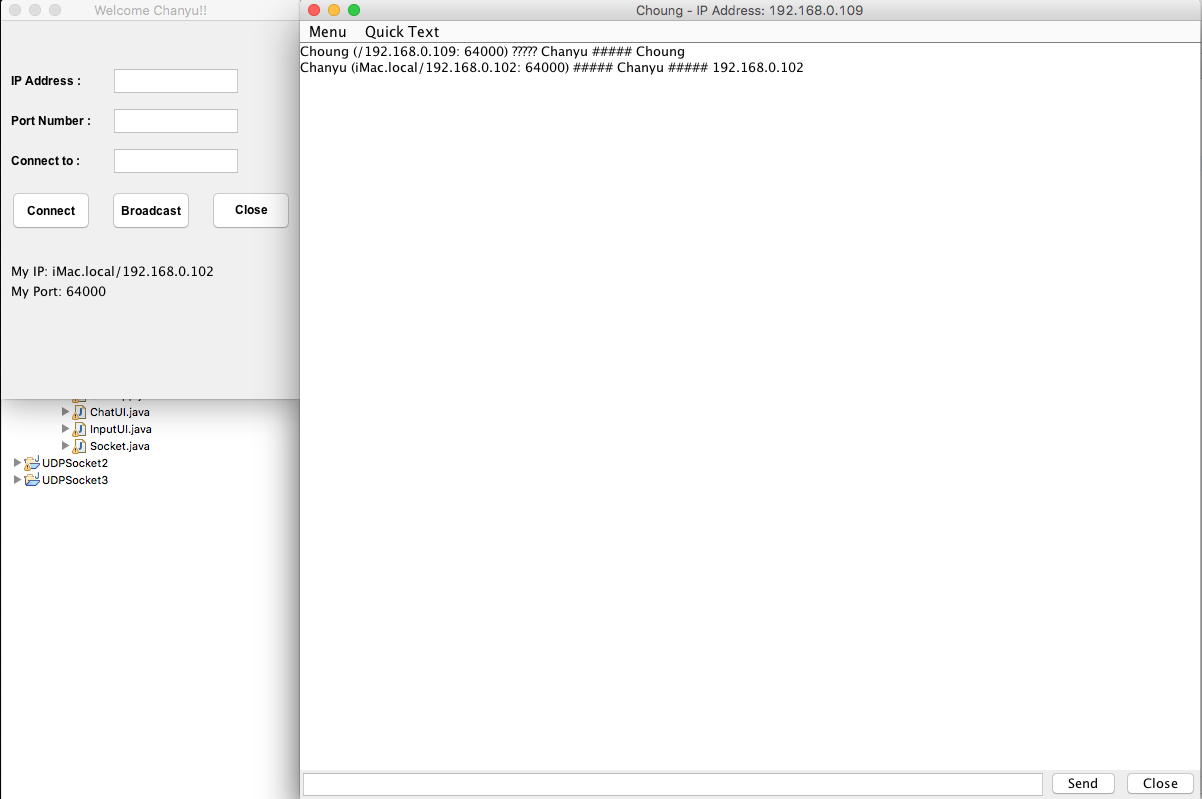 Welcome Chanyu!!
IP Address :
Port Number :
Connect to :
Connect
Broadcast
Close
My IP: iMac.local/192.168.0.102
My Port: 64000
ChatUI.java
InputUI.java
Socket.java
UDPSocket2
UDPSocket3
Choung - IP Address: 192.168.0.109
Menu Quick Text
Choung (/192.168.0.109: 64000) ????? Chanyu ##### Choung
Chanyu (iMac.local/192.168.0.102: 64000) ##### Chanyu ##### 192.168.0.102
Send
Close